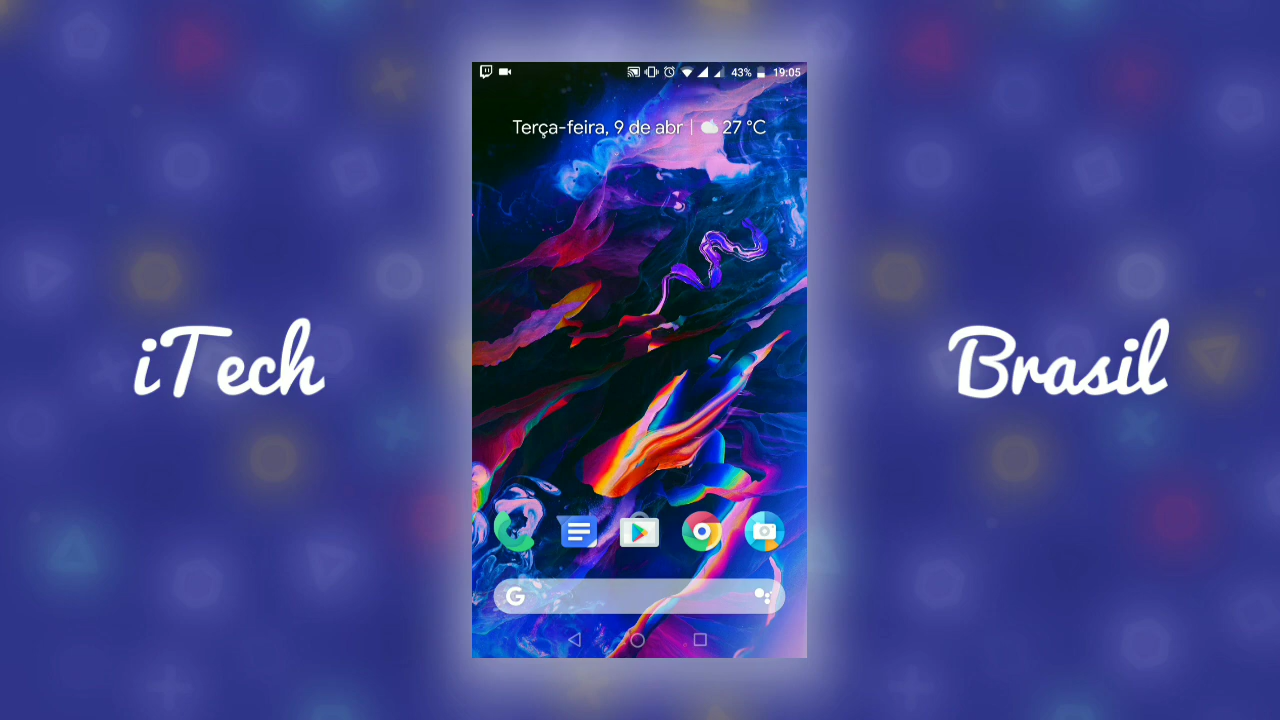 43% 19:05
Terça-feira, 9 de abr | 27 °C
iTech
Brasil
G